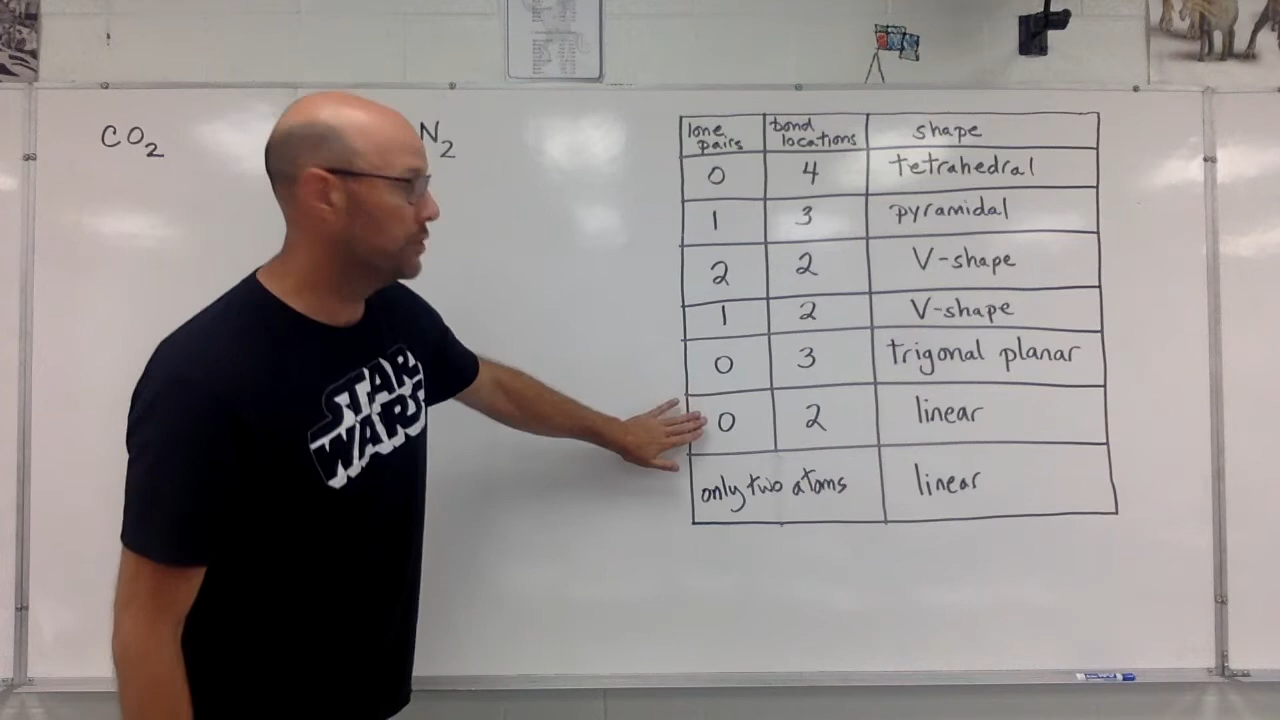 CO2
N2
lone pairs bond locations shape
0 4 tetrahedral
1 3 pyramidal
2 2 V-shape
1 2 V-shape
0 3 trigonal planar
0 2 linear
only two atoms linear
STAR
WARS